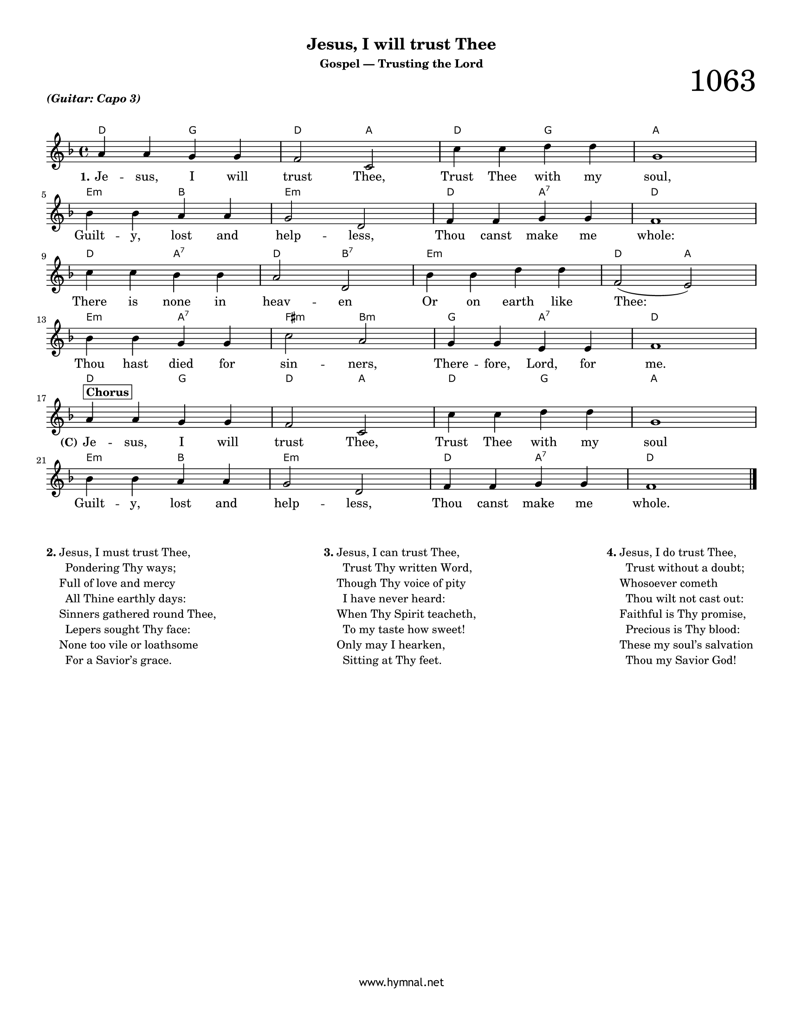 Jesus, I will trust Thee
Gospel — Trusting the Lord
1063
(Guitar: Capo 3)
D G D A D G A
1. Je - sus, I will trust Thee, Trust Thee with my soul,
5 Em B Em D A7 D
Guilt - y, lost and help - less, Thou canst make me whole:
9 D A7 D B7 Em D A
There is none in heav - en Or on earth like Thee:
13 Em A7 F#m Bm G A7 D
Thou hast died for sin - ners, There - fore, Lord, for me.
D G D A D G A
Chorus
17
(C) Je - sus, I will trust Thee, Trust Thee with my soul
21 Em B Em D A7 D
Guilt - y, lost and help - less, Thou canst make me whole.
2. Jesus, I must trust Thee,
Pondering Thy ways;
Full of love and mercy
All Thine earthly days:
Sinners gathered round Thee,
Lepers sought Thy face:
None too vile or loathsome
For a Savior's grace.
3. Jesus, I can trust Thee,
Trust Thy written Word,
Though Thy voice of pity
I have never heard:
When Thy Spirit teacheth,
To my taste how sweet!
Only may I hearken,
Sitting at Thy feet.
4. Jesus, I do trust Thee,
Trust without a doubt;
Whosoever cometh
Thou wilt not cast out:
Faithful is Thy promise,
Precious is Thy blood:
These my soul's salvation
Thou my Savior God!
www.hymnal.net